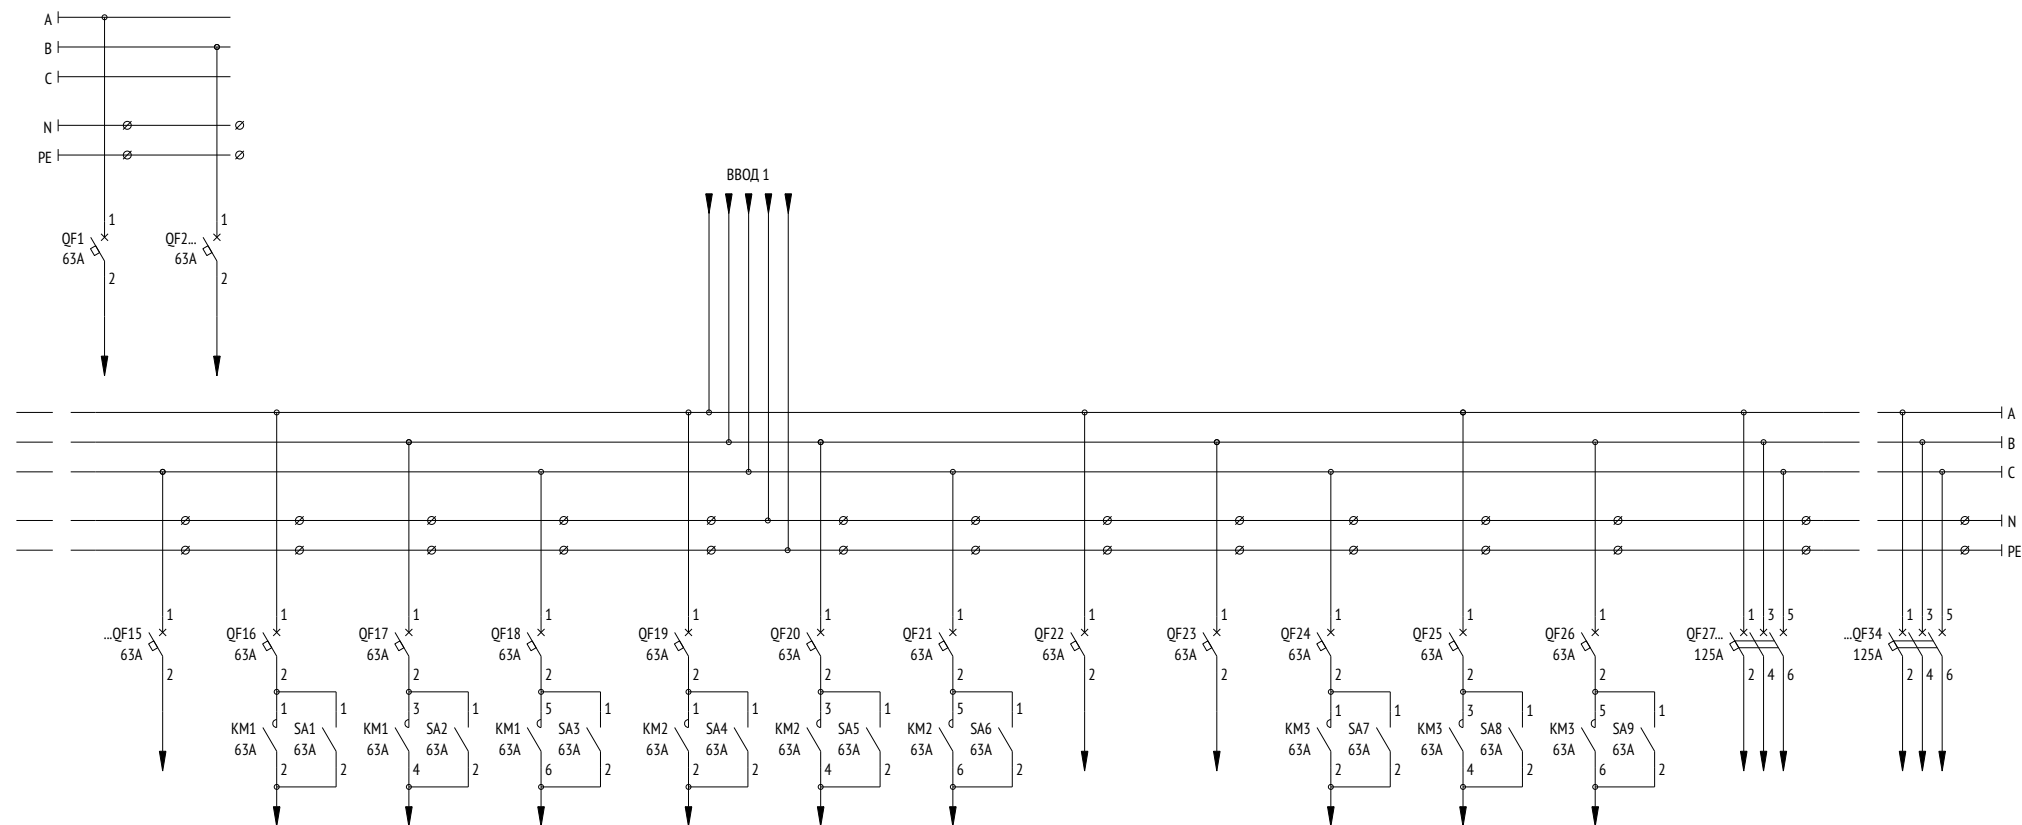 A
B
C
N
PE
ВВОД 1
1 1
QF1 QF2...
63A 63A
2 2
A
B
C
N
PE
1 1 1 1 1 1 1 1 1 1 1 1 1 3 5 1 3 5
...QF15 QF16 QF17 QF18 QF19 QF20 QF21 QF22 QF23 QF24 QF25 QF26 QF27... ...QF34
63A 63A 63A 63A 63A 63A 63A 63A 63A 63A 63A 63A 125A 125A
2 2 2 2 2 2 2 2 2 2 2 2 2 4 6 2 4 6
1 1 3 1 5 1 1 1 3 1 5 1 1 1 3 1 5 1
KM1 SA1 KM1 SA2 KM1 SA3 KM2 SA4 KM2 SA5 KM2 SA6 KM3 SA7 KM3 SA8 KM3 SA9
63A 63A 63A 63A 63A 63A 63A 63A 63A 63A 63A 63A 63A 63A 63A 63A 63A 63A
2 2 4 2 6 2 2 2 4 2 6 2 2 2 4 2 6 2